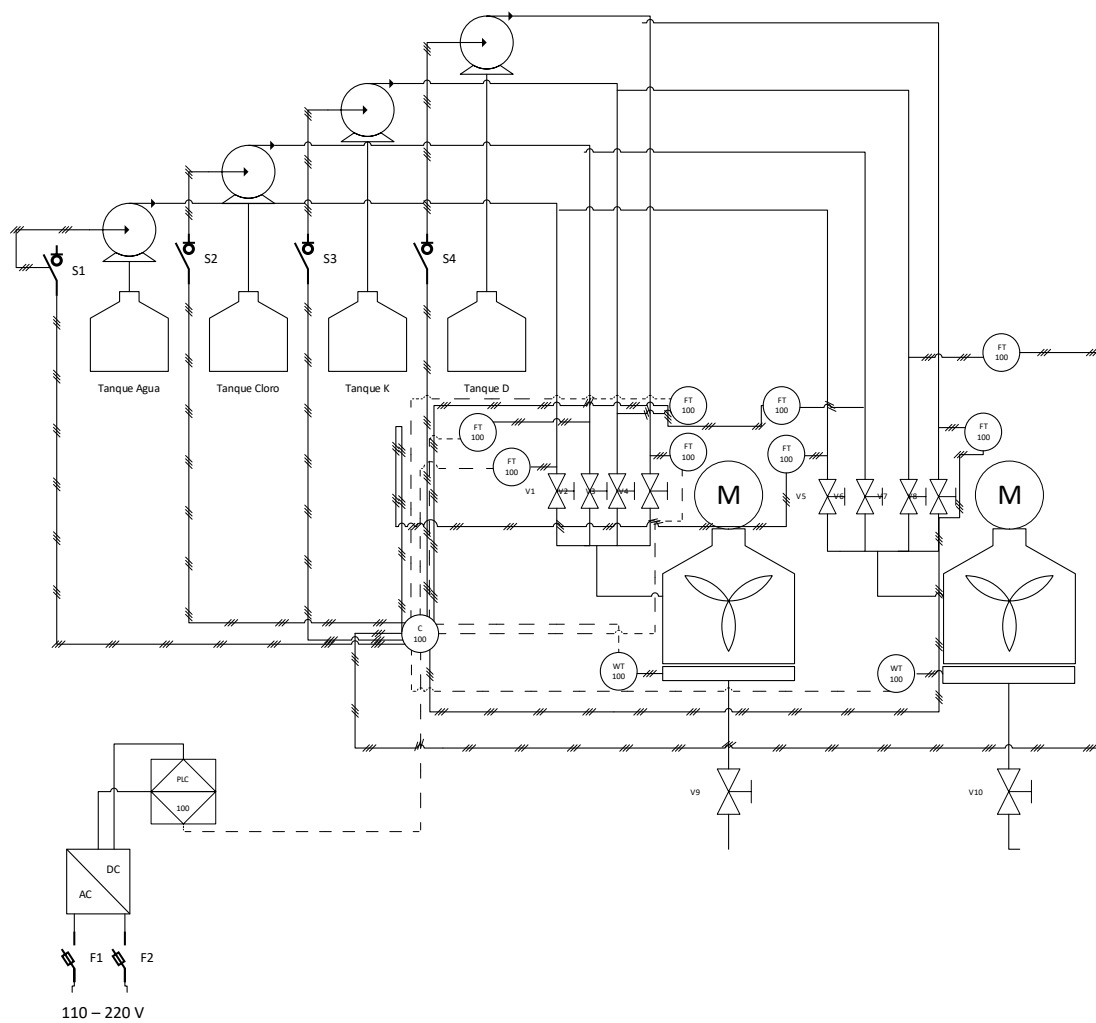 S1
S2
S3
S4
Tanque Agua
Tanque Cloro
Tanque K
Tanque D
FT
100
FT
100
FT
100
FT
100
FT
100
FT
100
FT
100
FT
100
V1
V2
V3
V4
V5
V6
V7
V8
M
M
C
100
WT
100
WT
100
PLC
100
V9
V10
DC
AC
F1
F2
110 – 220 V